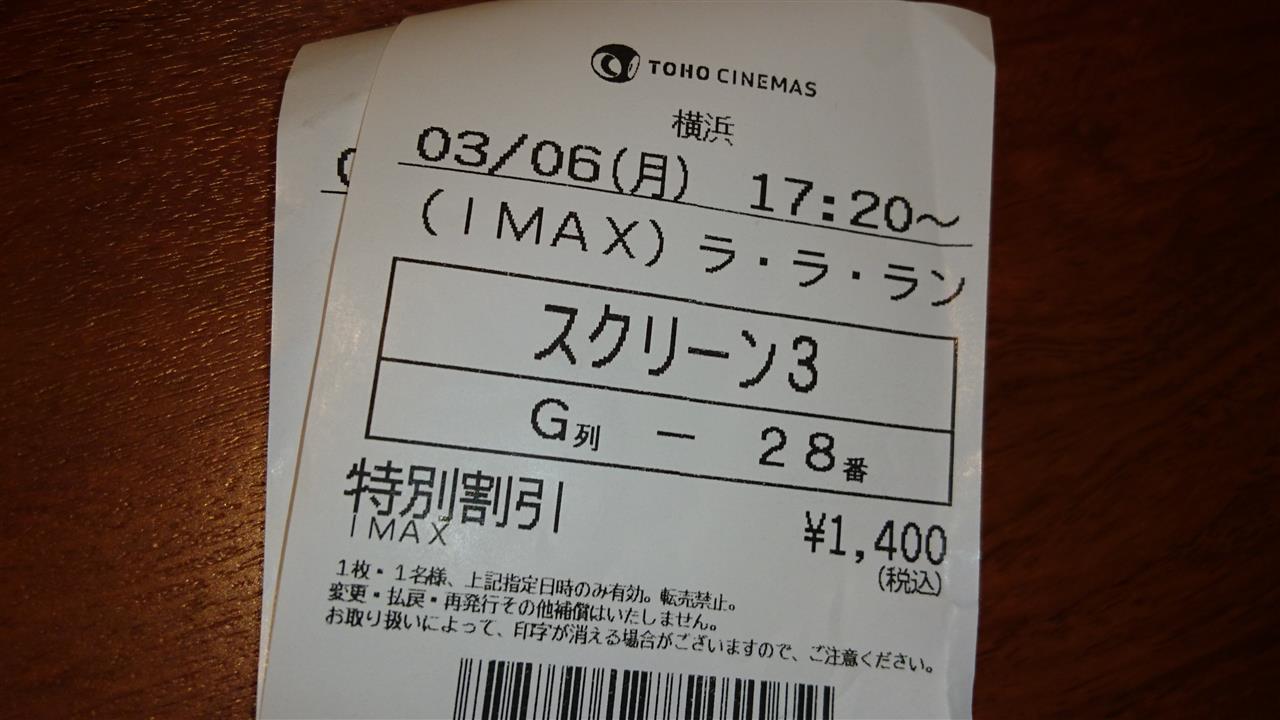 TOHO CINEMAS
横浜
03/06(月) 17:20～
(IMAX)ラ・ラ・ラン
スクリーン3
G列 － 28番
特別割引 ¥1,400
IMAX (税込)
1枚・1名様、上記指定日時のみ有効。転売禁止。
変更・払戻・再発行その他補償はいたしません。
お取り扱いによって、印字が消える場合がございますので、ご注意ください。